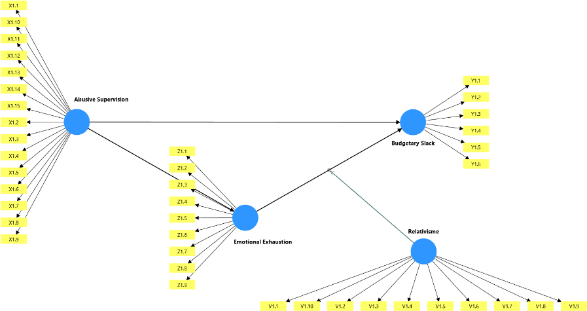 X1.1
X1.10
X1.11
X1.12
X1.13
X1.14
X1.15
X1.2
X1.3
X1.4
X1.5
X1.6
X1.7
X1.8
X1.9
Abusive Supervision
Z1.1
Z1.2
Z1.3
Z1.4
Z1.5
Z1.6
Z1.7
Z1.8
Z1.9
Emotional Exhaustion
Y1.1
Y1.2
Y1.3
Y1.4
Y1.5
Y1.6
Budgetary Slack
Relativisme
V1.1 V1.10 V1.2 V1.3 V1.4 V1.5 V1.6 V1.7 V1.8 V1.9